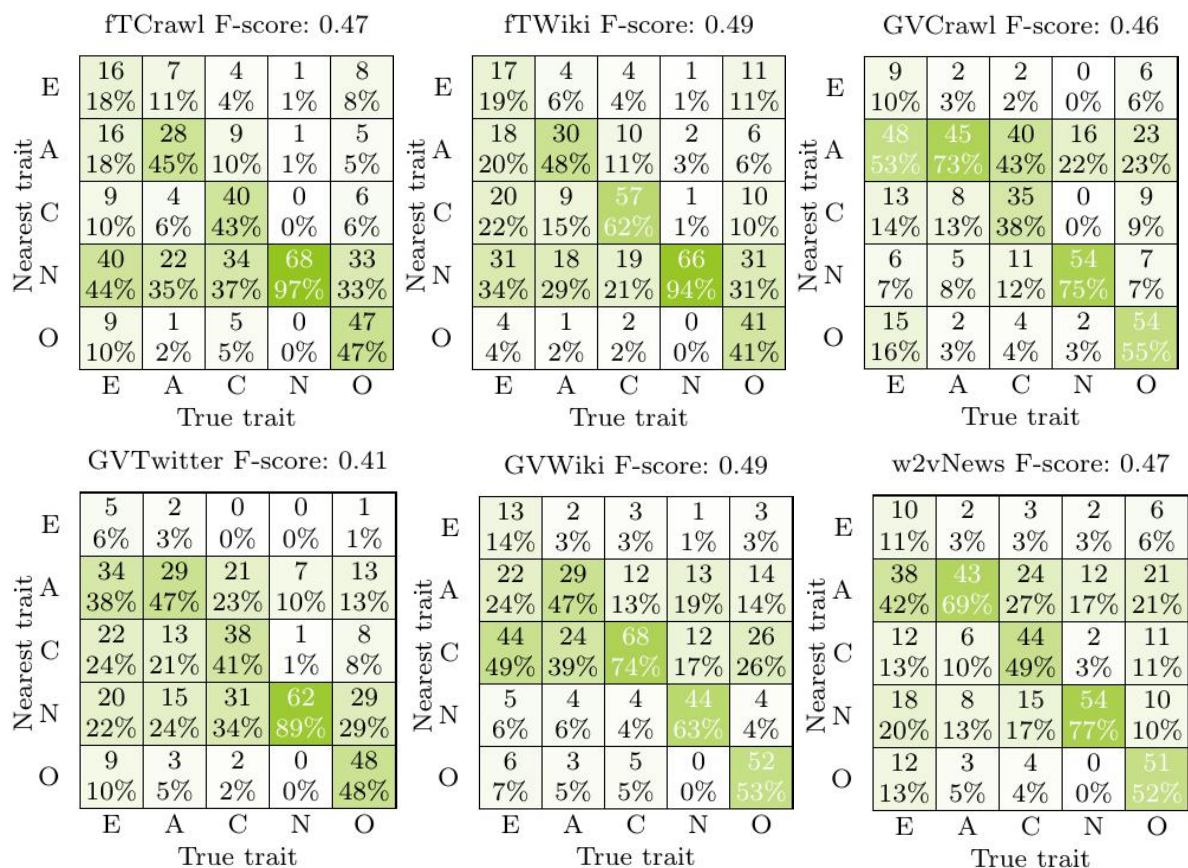 fTCrawl F-score: 0.47
Nearest trait
E 16 7 4 1 8
18% 11% 4% 1% 8%
A 16 28 9 1 5
18% 45% 10% 1% 5%
C 9 4 40 0 6
10% 6% 43% 0% 6%
N 40 22 34 68 33
44% 35% 37% 97% 33%
O 9 1 5 0 47
10% 2% 5% 0% 47%
E A C N O
True trait
fTWiki F-score: 0.49
Nearest trait
E 17 4 4 1 11
19% 6% 4% 1% 11%
A 18 30 10 2 6
20% 48% 11% 3% 6%
C 20 9 57 1 10
22% 15% 62% 1% 10%
N 31 18 19 66 31
34% 29% 21% 94% 31%
O 4 1 2 0 41
4% 2% 2% 0% 41%
E A C N O
True trait
GVCrawl F-score: 0.46
Nearest trait
E 9 2 2 0 6
10% 3% 2% 0% 6%
A 48 45 40 16 23
53% 73% 43% 22% 23%
C 13 8 35 0 9
14% 13% 38% 0% 9%
N 6 5 11 54 7
7% 8% 12% 75% 7%
O 15 2 4 2 54
16% 3% 4% 3% 55%
E A C N O
True trait
GVTwitter F-score: 0.41
Nearest trait
E 5 2 0 0 1
6% 3% 0% 0% 1%
A 34 29 21 7 13
38% 47% 23% 10% 13%
C 22 13 38 1 8
24% 21% 41% 1% 8%
N 20 15 31 62 29
22% 24% 34% 89% 29%
O 9 3 2 0 48
10% 5% 2% 0% 48%
E A C N O
True trait
GVWiki F-score: 0.49
Nearest trait
E 13 2 3 1 3
14% 3% 3% 1% 3%
A 22 29 12 13 14
24% 47% 13% 19% 14%
C 44 24 68 12 26
49% 39% 74% 17% 26%
N 5 4 4 44 4
6% 6% 4% 63% 4%
O 6 3 5 0 52
7% 5% 5% 0% 53%
E A C N O
True trait
w2vNews F-score: 0.47
Nearest trait
E 10 2 3 2 6
11% 3% 3% 3% 6%
A 38 43 24 12 21
42% 69% 27% 17% 21%
C 12 6 44 2 11
13% 10% 49% 3% 11%
N 18 8 15 54 10
20% 13% 17% 77% 10%
O 12 3 4 0 51
13% 5% 4% 0% 52%
E A C N O
True trait